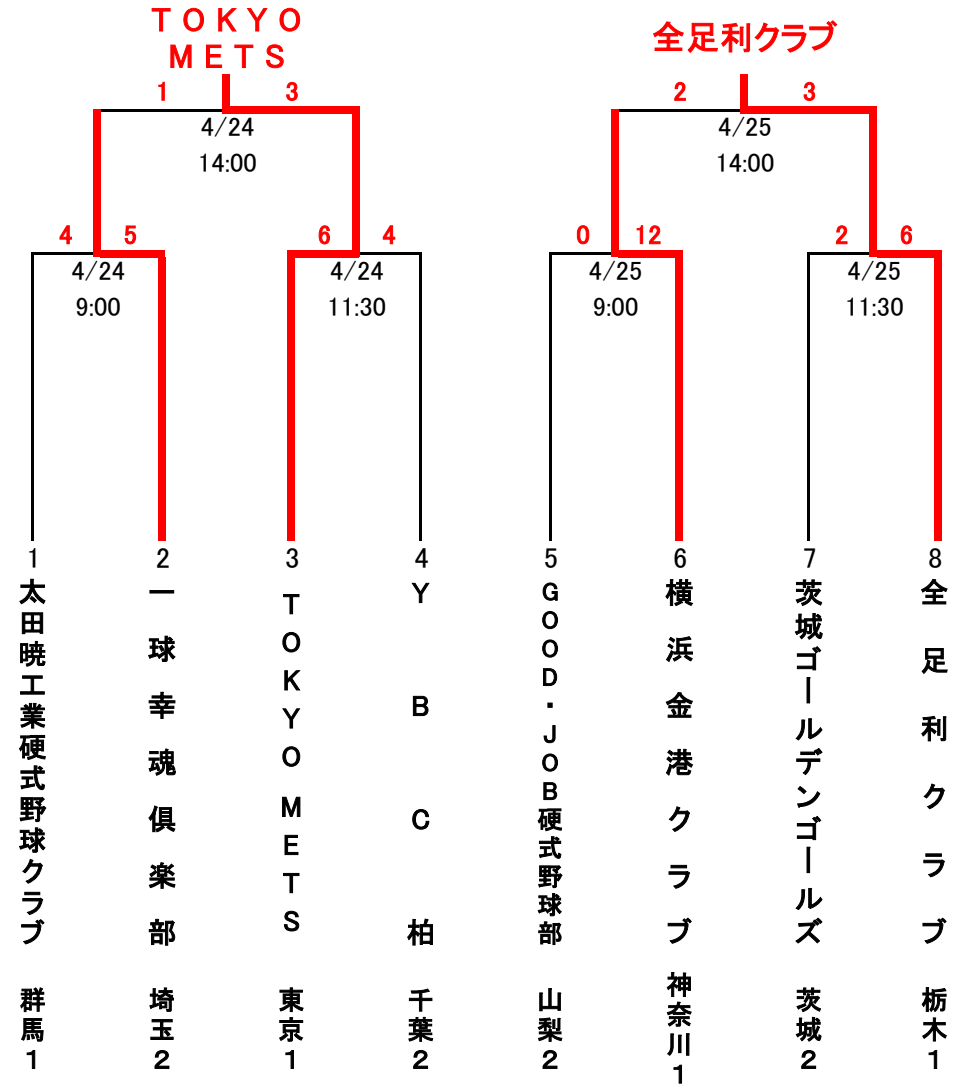 TOKYO
METS
全足利クラブ
1 3
2 3
4/24
14:00
4/25
14:00
4 5
6 4
0 12
2 6
4/24
9:00
4/24
11:30
4/25
9:00
4/25
11:30
1
2
3
4
5
6
7
8
太田暁工業硬式野球クラブ
群馬1
一球幸魂倶楽部
埼玉2
TOKYO METS
東京1
YBC柏
千葉2
GOOD・JOB硬式野球部
山梨2
横浜金港クラブ
神奈川1
茨城ゴールデンゴールズ
茨城2
全足利クラブ
栃木1